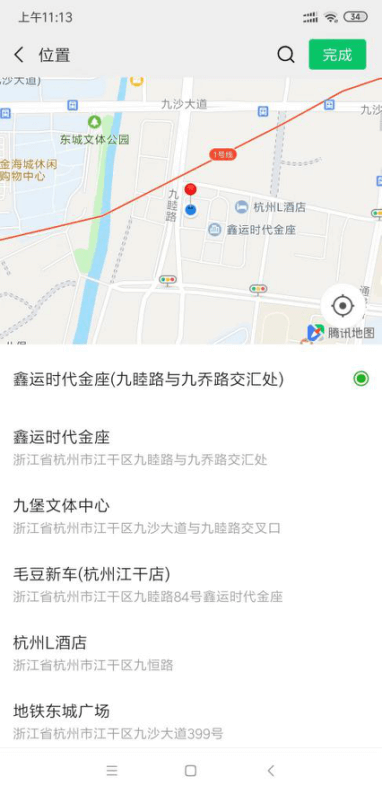 上午11:13
34
位置
完成
九沙大道
东城文体公园
1号线
金海城休闲
购物中心
九睦路
杭州L酒店
鑫运时代金座
腾讯地图
鑫运时代金座(九睦路与九乔路交汇处)
鑫运时代金座
浙江省杭州市江干区九睦路与九乔路交汇处
九堡文体中心
浙江省杭州市江干区九沙大道与九睦路交叉口
毛豆新车(杭州江干店)
浙江省杭州市江干区九睦路84号鑫运时代金座
杭州L酒店
浙江省杭州市江干区九恒路
地铁东城广场
浙江省杭州市江干区九沙大道399号